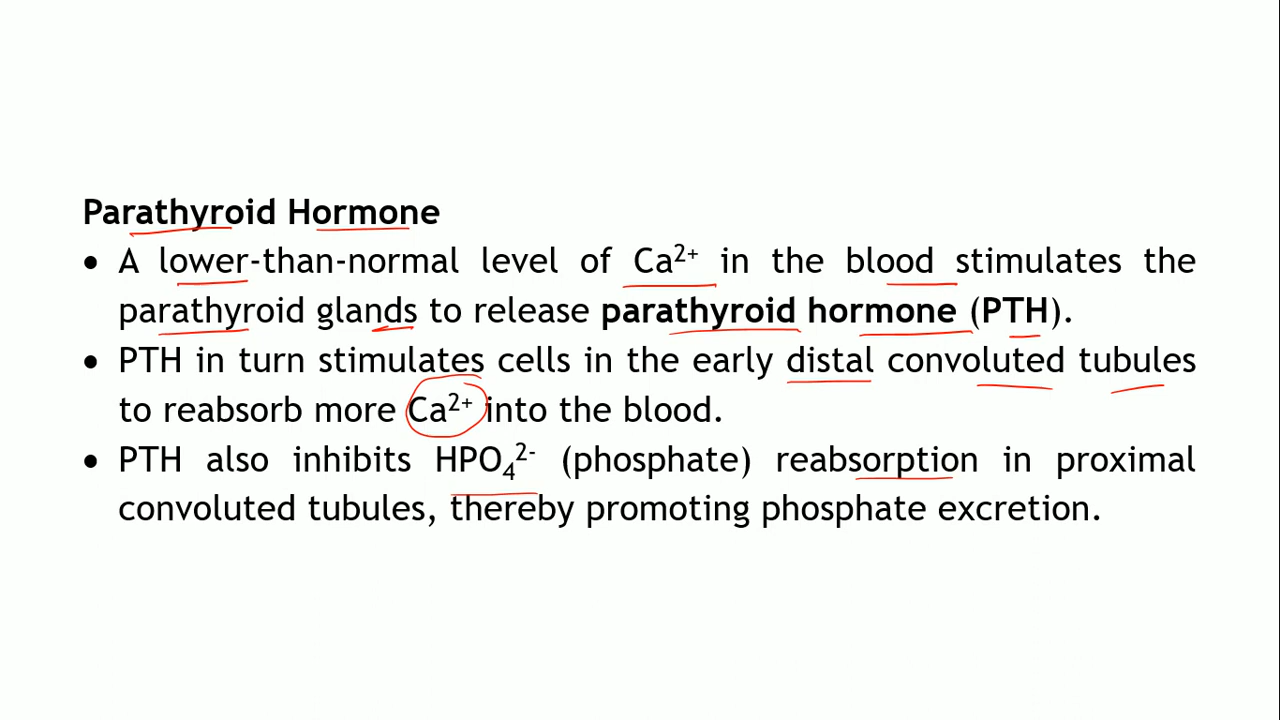 Parathyroid Hormone
• A lower-than-normal level of Ca²⁺ in the blood stimulates the
parathyroid glands to release parathyroid hormone (PTH).
• PTH in turn stimulates cells in the early distal convoluted tubules
to reabsorb more Ca²⁺ into the blood.
• PTH also inhibits HPO₄²⁻ (phosphate) reabsorption in proximal
convoluted tubules, thereby promoting phosphate excretion.